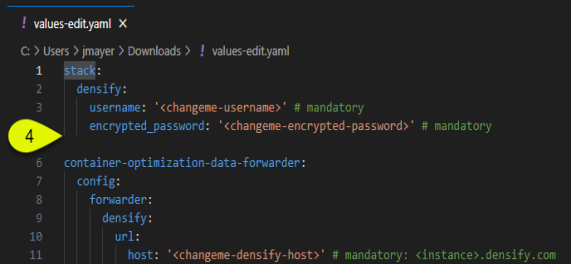 values-edit.yaml
C: > Users > jmayer > Downloads > ! values-edit.yaml
1 stack:
2 densify:
3 username: '<changeme-username>' # mandatory
4 encrypted_password: '<changeme-encrypted-password>' # mandatory
6 container-optimization-data-forwarder:
7 config:
8 forwarder:
9 densify:
10 url:
11 host: '<changeme-densify-host>' # mandatory: <instance>.densify.com